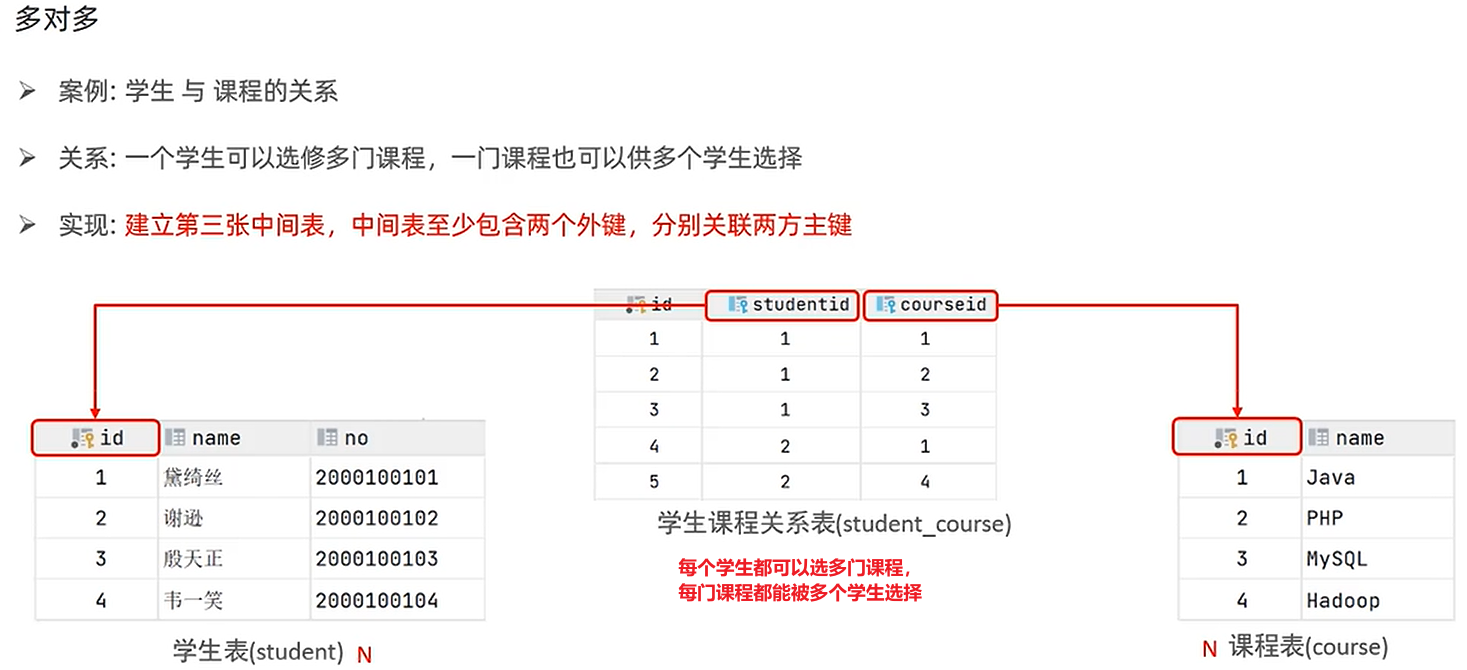 多对多
案例: 学生 与 课程的关系
关系: 一个学生可以选修多门课程，一门课程也可以供多个学生选择
实现: 建立第三张中间表，中间表至少包含两个外键，分别关联两方主键
id studentid courseid
1 1 1
2 1 2
3 1 3
4 2 1
5 2 4
学生课程关系表(student_course)
每个学生都可以选多门课程，
每门课程都能被多个学生选择
id name no
1 黛绮丝 2000100101
2 谢逊 2000100102
3 殷天正 2000100103
4 韦一笑 2000100104
学生表(student) N
id name
1 Java
2 PHP
3 MySQL
4 Hadoop
N 课程表(course)